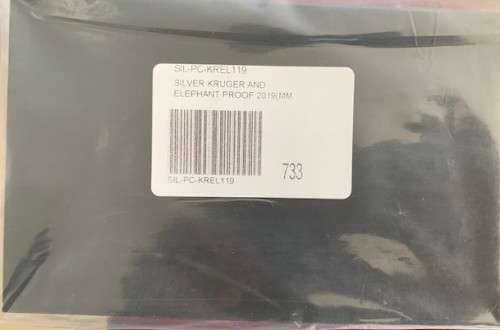 SIL-PC-KREL119
SILVER KRUGER AND
ELEPHANT PROOF 2019(MM
SIL-PC-KREL119
733